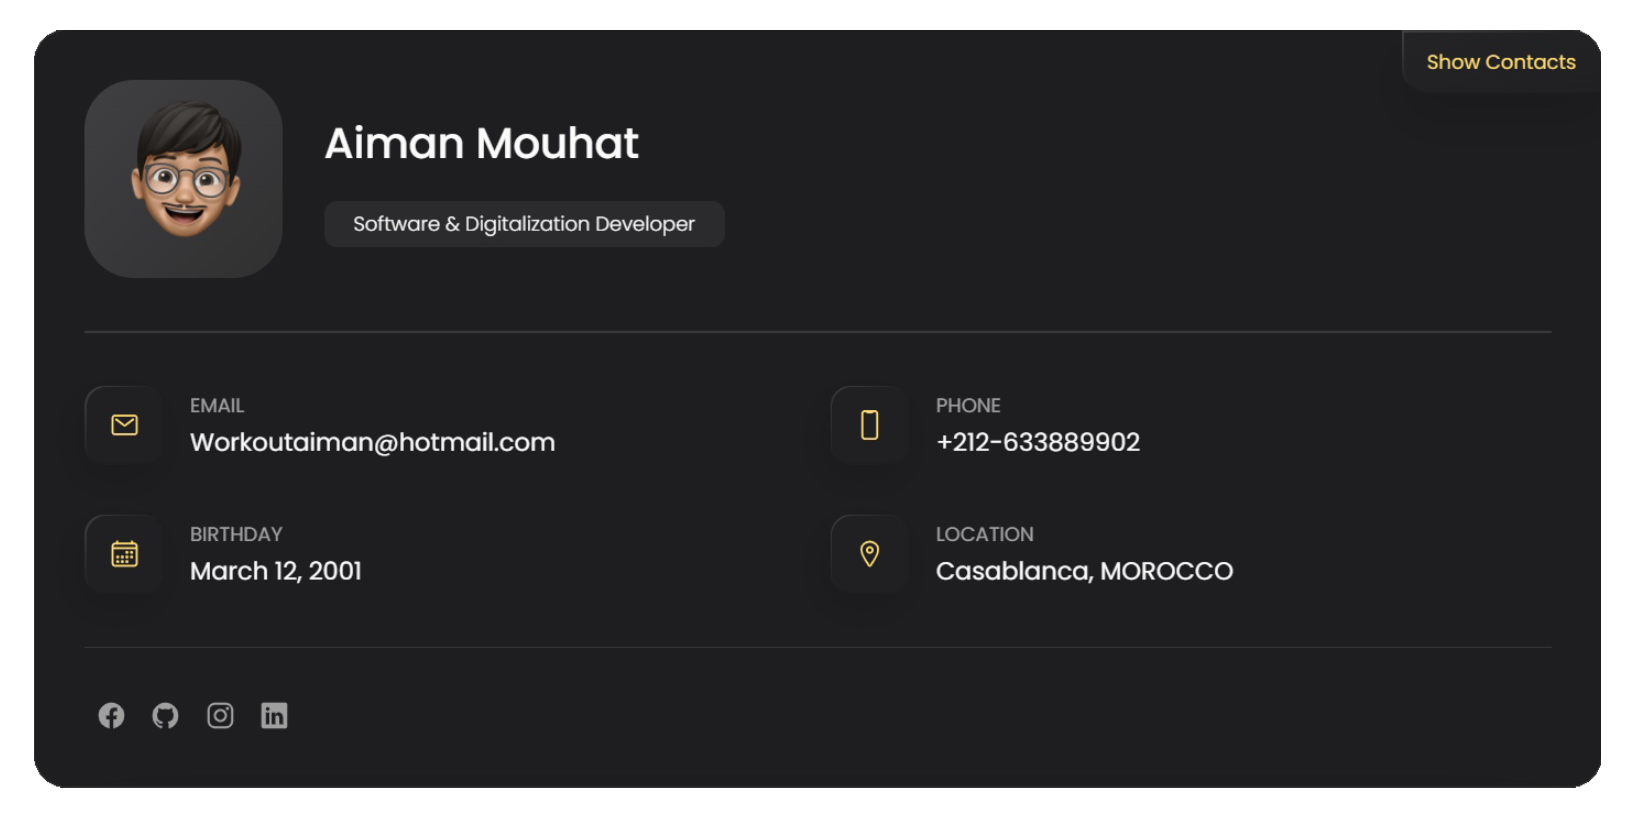 Show Contacts
Aiman Mouhat
Software & Digitalization Developer
EMAIL
Workoutaiman@hotmail.com
PHONE
+212-633889902
BIRTHDAY
March 12, 2001
LOCATION
Casablanca, MOROCCO